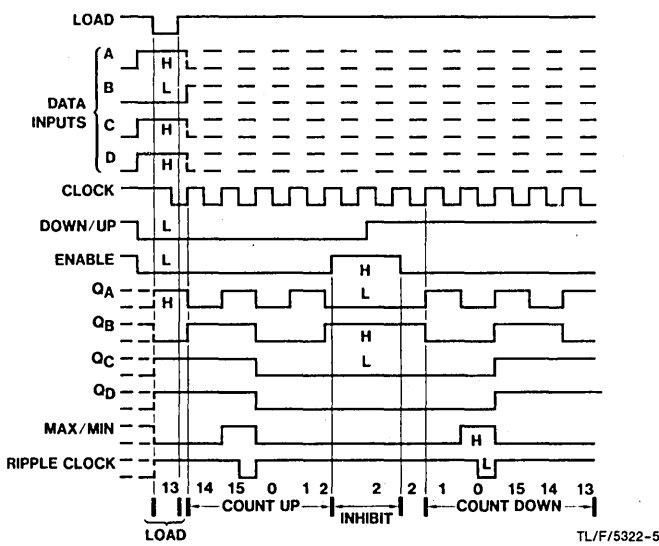 LOAD
A
H
B
L
DATA
INPUTS
C
H
D
H
CLOCK
DOWN/UP
L
ENABLE
L
H
QA
H
L
QB
H
QC
L
QD
MAX/MIN
H
RIPPLE CLOCK
L
13 14 15 0 1 2 2 2 1 0 15 14 13
COUNT UP
INHIBIT
COUNT DOWN
LOAD
TL/F/5322-5